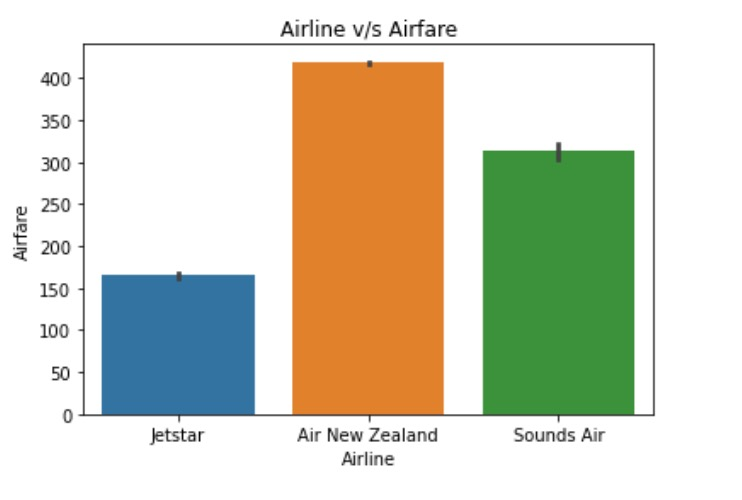 Airline v/s Airfare
400
350
300
250
200
150
100
50
0
Airfare
Jetstar
Air New Zealand
Sounds Air
Airline